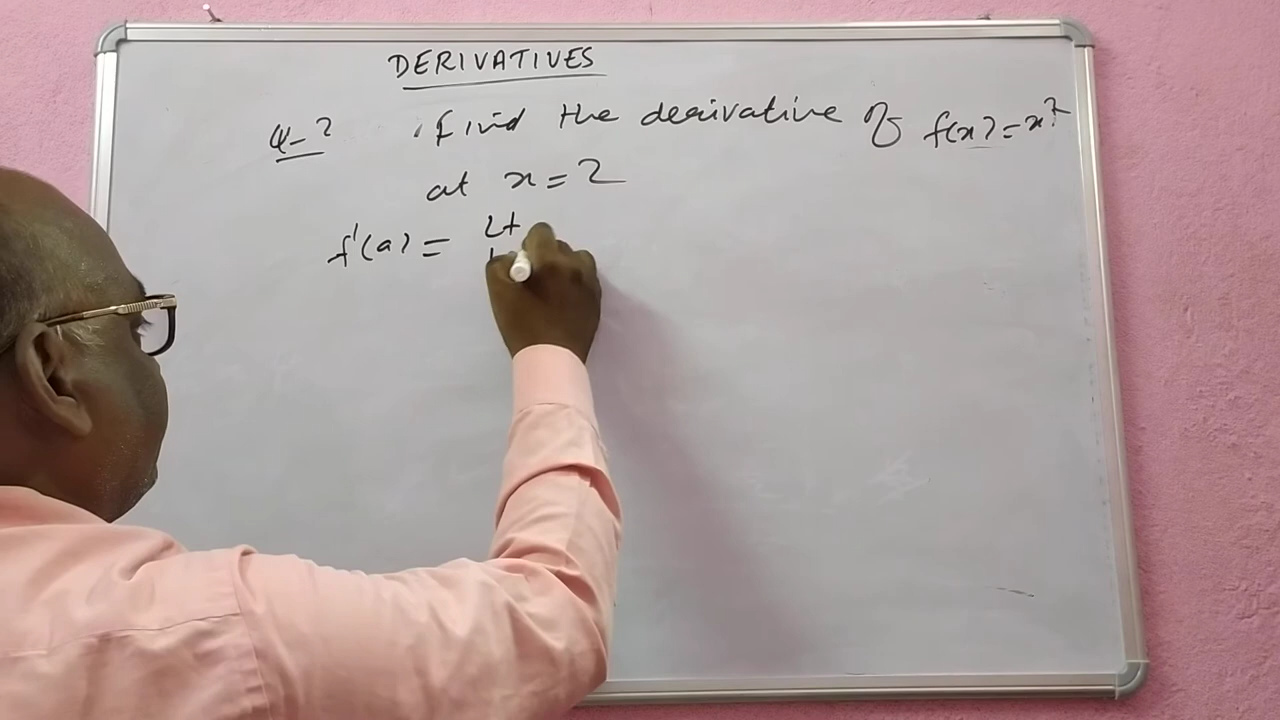 DERIVATIVES
Q-2 Find the derivative of f(x)=x²
at x=2
f'(a) = Lt